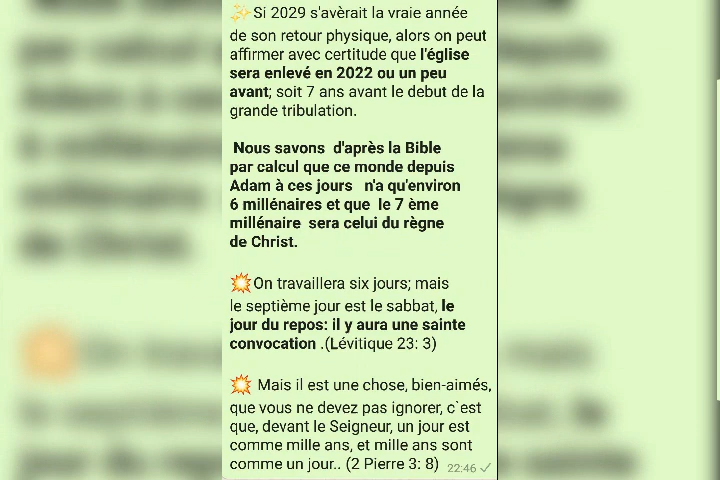 ✨ Si 2029 s'avèrait la vraie année
de son retour physique, alors on peut
affirmer avec certitude que l'église
sera enlevé en 2022 ou un peu
avant; soit 7 ans avant le debut de la
grande tribulation.
Nous savons d'après la Bible
par calcul que ce monde depuis
Adam à ces jours n'a qu'environ
6 millénaires et que le 7 ème
millénaire sera celui du règne
de Christ.
💥On travaillera six jours; mais
le septième jour est le sabbat, le
jour du repos: il y aura une sainte
convocation .(Lévitique 23: 3)
💥 Mais il est une chose, bien-aimés,
que vous ne devez pas ignorer, c`est
que, devant le Seigneur, un jour est
comme mille ans, et mille ans sont
comme un jour.. (2 Pierre 3: 8) 22:46 ✓